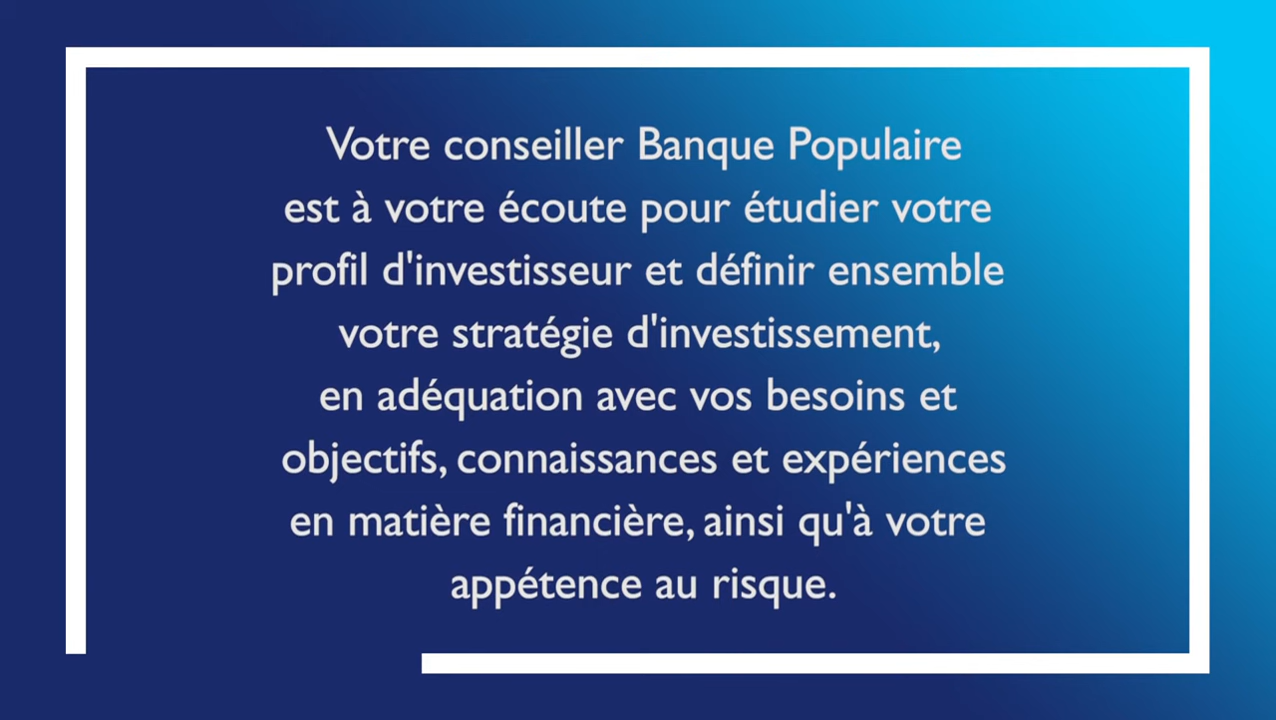 Votre conseiller Banque Populaire
est à votre écoute pour étudier votre
profil d'investisseur et définir ensemble
votre stratégie d'investissement,
en adéquation avec vos besoins et
objectifs, connaissances et expériences
en matière financière, ainsi qu'à votre
appétence au risque.